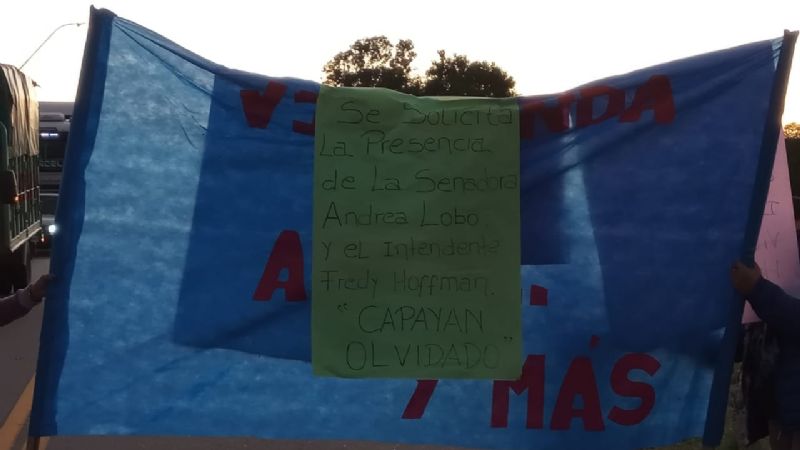 Se Solicita
La Presencia
de La Senadora
Andrea Lobo
y el Intendente
Fredy Hoffman.
"CAPAYAN
OLVIDADO"
Y MÁS